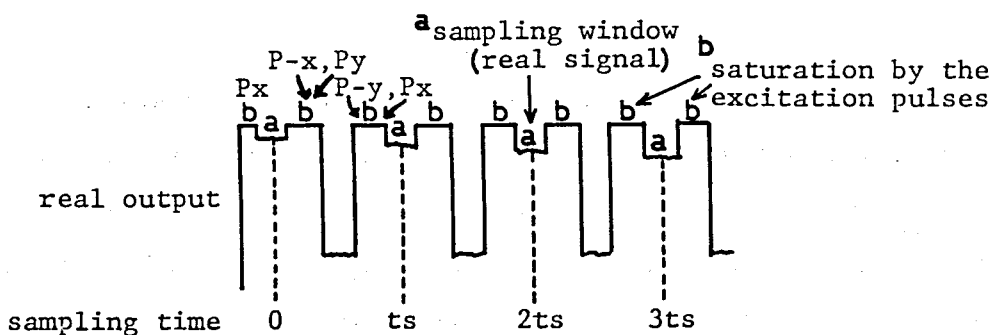 a sampling window
(real signal)
b saturation by the
excitation pulses
P-x,Py
Px P-y,Px
b a b b a b b a b b a b
real output
sampling time 0 ts 2ts 3ts